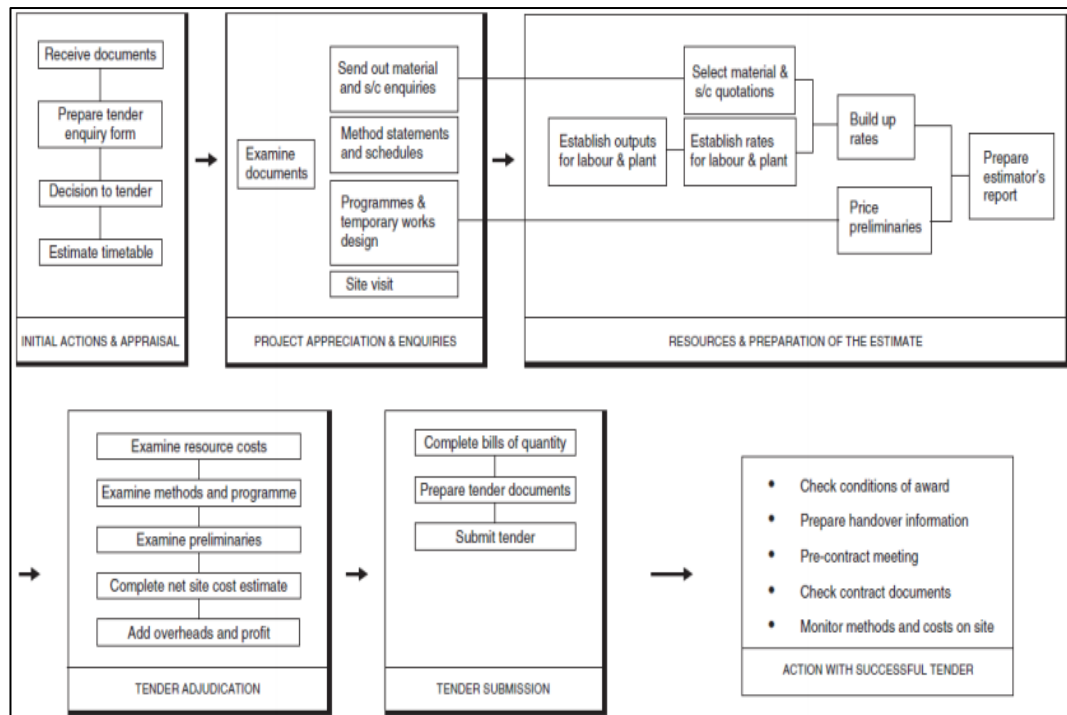 Receive documents
Prepare tender
enquiry form
Decision to tender
Estimate timetable
INITIAL ACTIONS & APPRAISAL
Examine
documents
Send out material
and s/c enquiries
Method statements
and schedules
Programmes &
temporary works
design
Site visit
PROJECT APPRECIATION & ENQUIRIES
Establish outputs
for labour & plant
Select material &
s/c quotations
Establish rates
for labour & plant
Build up
rates
Price
preliminaries
Prepare
estimator's
report
RESOURCES & PREPARATION OF THE ESTIMATE
Examine resource costs
Examine methods and programme
Examine preliminaries
Complete net site cost estimate
Add overheads and profit
TENDER ADJUDICATION
Complete bills of quantity
Prepare tender documents
Submit tender
TENDER SUBMISSION
• Check conditions of award
• Prepare handover information
• Pre-contract meeting
• Check contract documents
• Monitor methods and costs on site
ACTION WITH SUCCESSFUL TENDER